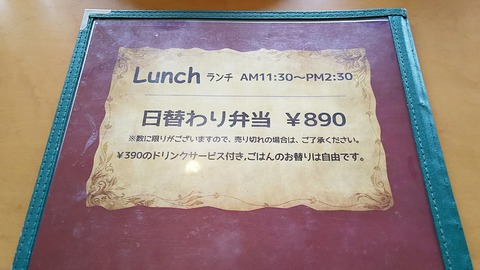 Lunch ランチ AM11:30～PM2:30
日替わり弁当 ￥890
※数に限りがございますので、売り切れの場合は、ご了承ください。
￥390のドリンクサービス付き,ごはんのお替りは自由です。